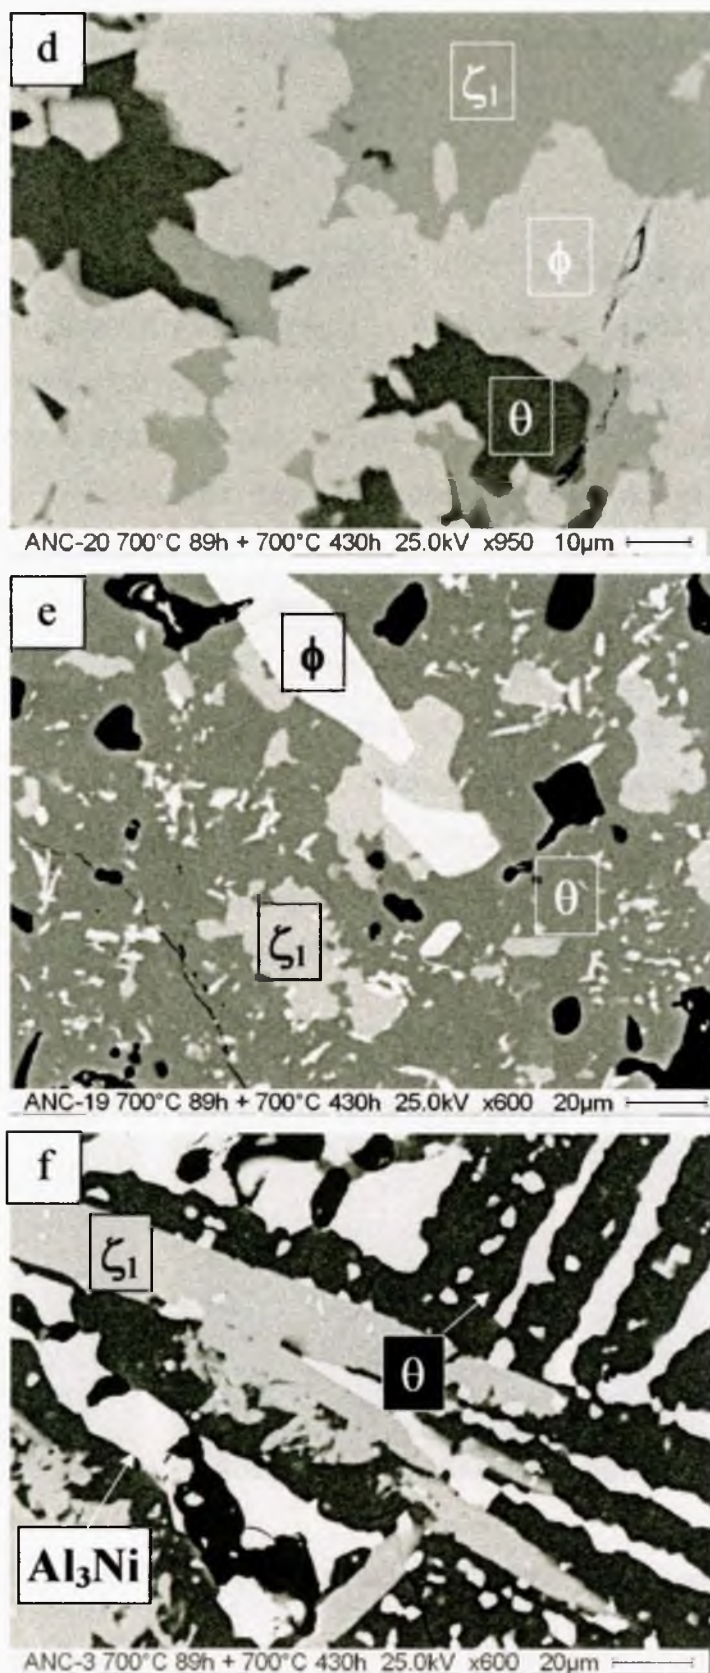 d
ζ1
ϕ
θ
ANC-20 700°C 89h + 700°C 430h 25.0kV x950 10µm
e
ϕ
θ
ζ1
ANC-19 700°C 89h + 700°C 430h 25.0kV x600 20µm
f
ζ1
θ
Al₃Ni
ANC-3 700°C 89h + 700°C 430h 25.0kV x600 20µm